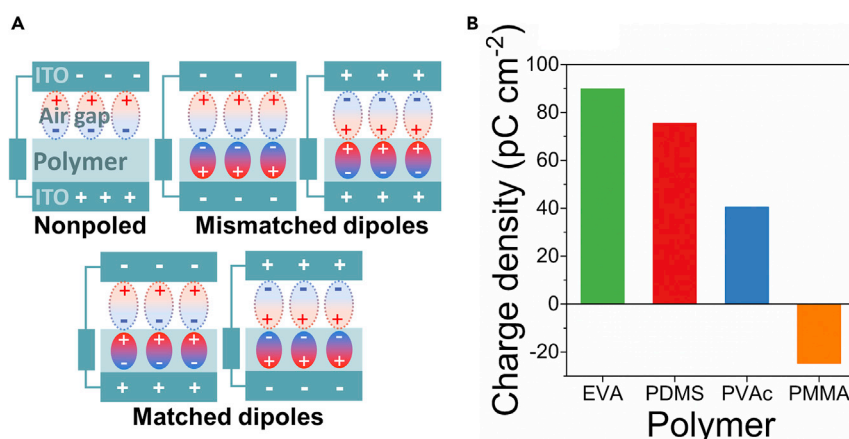 A
ITO - - -
+ + +
Air gap
- - -
Polymer
ITO + + +
Nonpoled
- - -
+ + +
- - -
- - -
+ + +
- - -
+ + +
- - -
+ + +
- - -
+ + +
- - -
Mismatched dipoles
- - -
+ + +
- - -
+ + +
- - -
+ + +
+ + +
- - -
+ + +
- - -
+ + +
- - -
Matched dipoles
B
Charge density (pC cm⁻²)
100
80
60
40
20
0
-20
EVA PDMS PVAc PMMA
Polymer